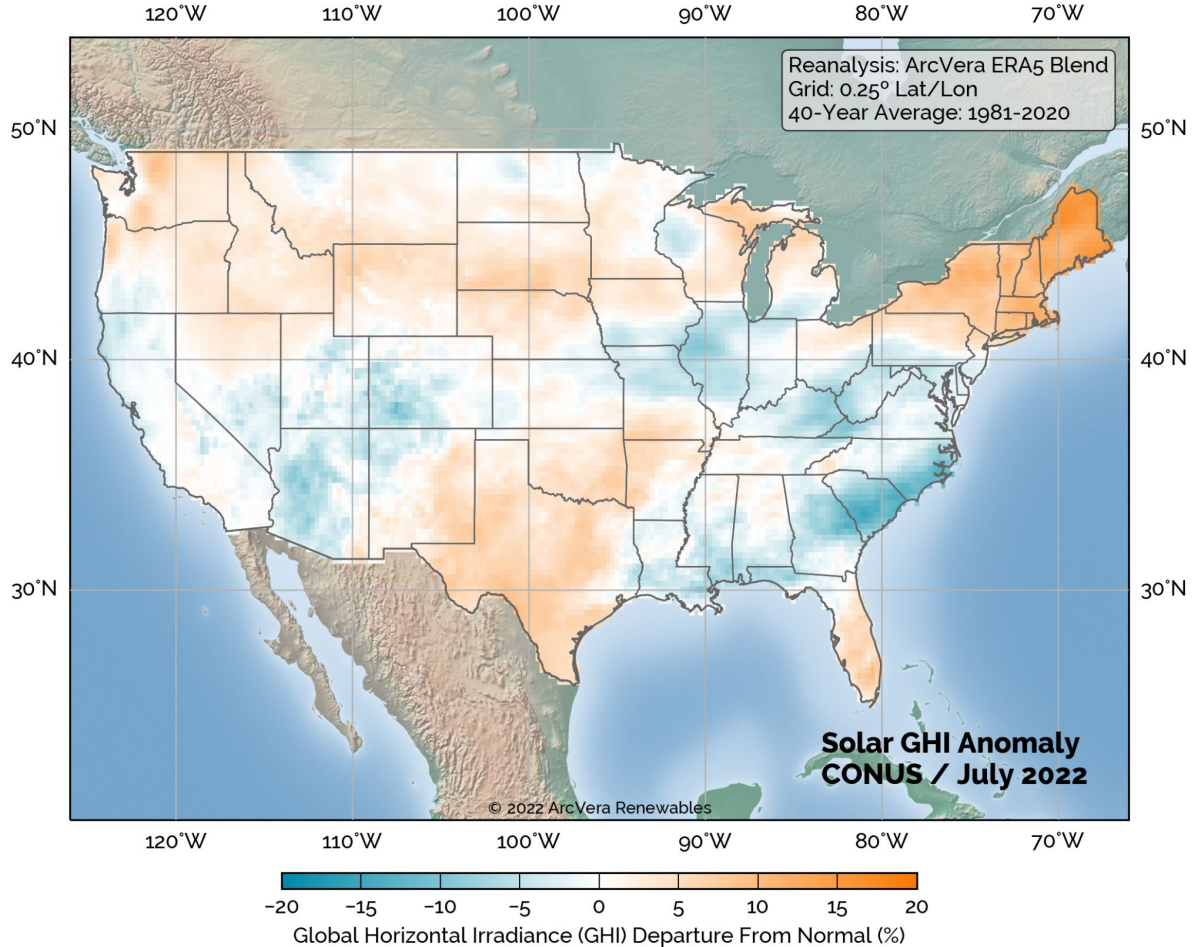 120°W 110°W 100°W 90°W 80°W 70°W
Reanalysis: ArcVera ERA5 Blend
Grid: 0.25º Lat/Lon
40-Year Average: 1981-2020
50°N 50°N
40°N 40°N
30°N 30°N
Solar GHI Anomaly
CONUS / July 2022
© 2022 ArcVera Renewables
120°W 110°W 100°W 90°W 80°W 70°W
−20 −15 −10 −5 0 5 10 15 20
Global Horizontal Irradiance (GHI) Departure From Normal (%)